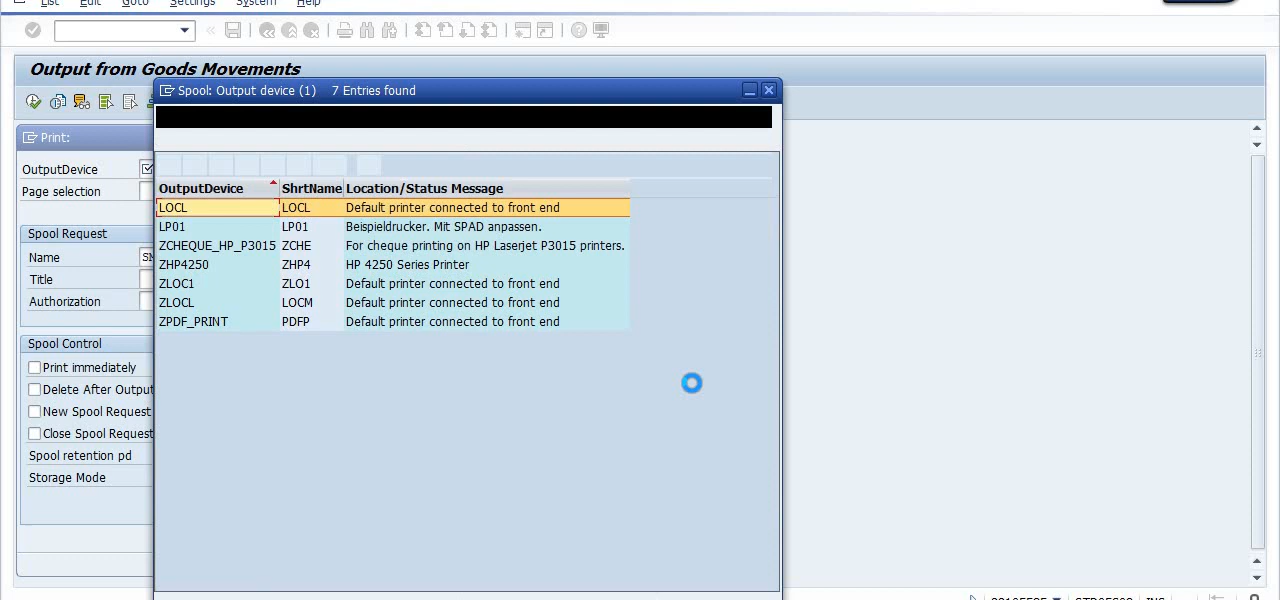 List Edit Goto Settings System Help
Output from Goods Movements
Spool: Output device (1) 7 Entries found
Print:
OutputDevice
Page selection
Spool Request
Name
Title
Authorization
Spool Control
Print immediately
Delete After Output
New Spool Request
Close Spool Request
Spool retention pd
Storage Mode
OutputDevice ShrtName Location/Status Message
LOCL LOCL Default printer connected to front end
LP01 LP01 Beispieldrucker. Mit SPAD anpassen.
ZCHEQUE_HP_P3015 ZCHE For cheque printing on HP Laserjet P3015 printers.
ZHP4250 ZHP4 HP 4250 Series Printer
ZLOC1 ZLO1 Default printer connected to front end
ZLOCL LOCM Default printer connected to front end
ZPDF_PRINT PDFP Default printer connected to front end